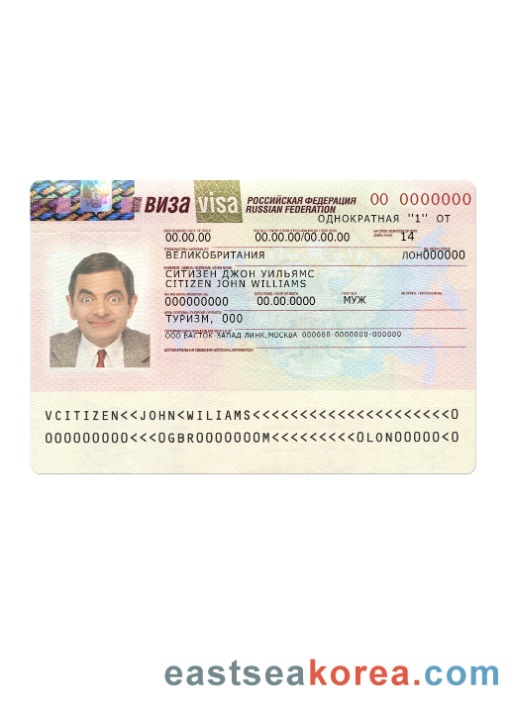 ВИЗА visa РОССИЙСКАЯ ФЕДЕРАЦИЯ 00 0000000
RUSSIAN FEDERATION
ОДНОКРАТНАЯ "1" ОТ
00.00.00 00.00.00/00.00.00 14
ВЕЛИКОБРИТАНИЯ ЛОН000000
СИТИЗЕН ДЖОН УИЛЬЯМС
CITIZEN JOHN WILLIAMS
000000000 00.00.0000 МУЖ
ТУРИЗМ, 000
ООО ВАСТОК ЗАПАД ЛИНК,МОСКВА 000000-0000000-000000
VCITIZEN<<JOHN<WILIAMS<<<<<<<<<<<<<<<<<<<<<<0
000000000<<<0GBR0000000M<<<<<<<<<0LON00000<0
eastseakorea.com